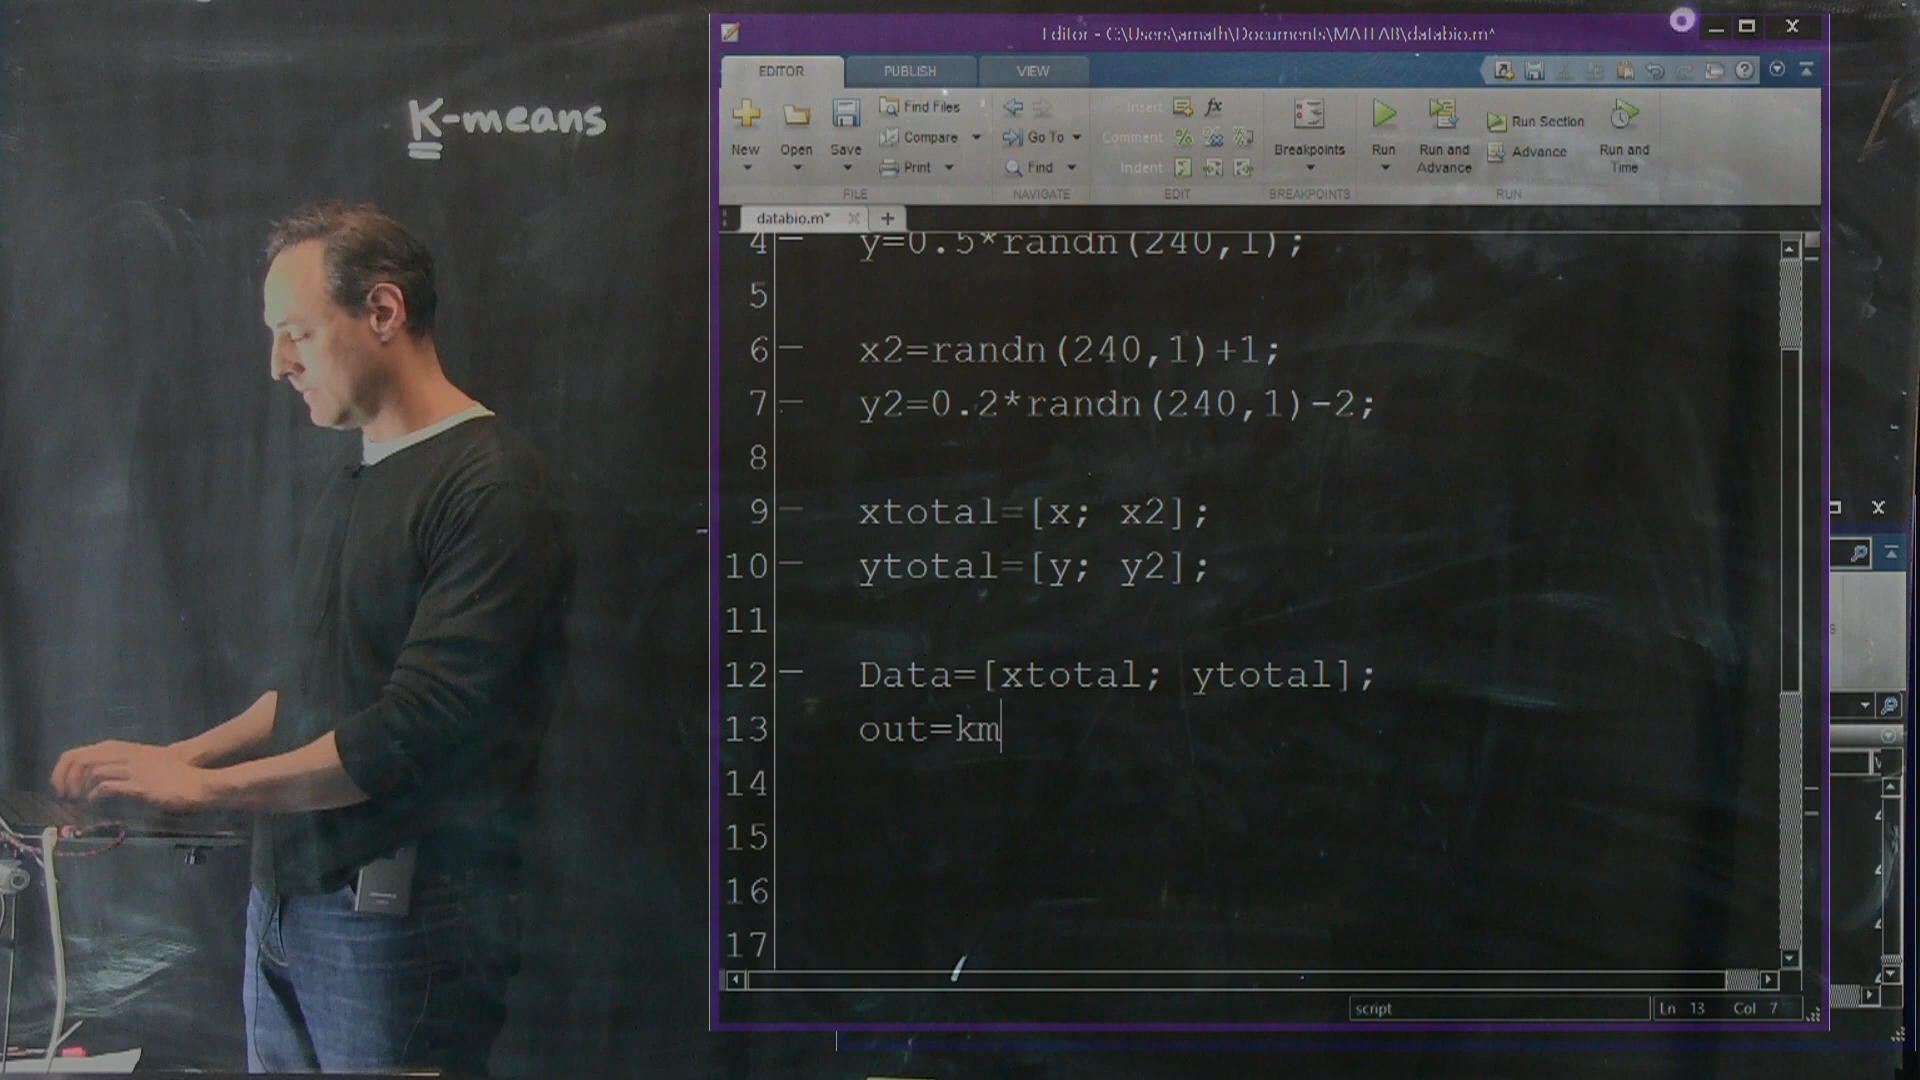 K-means
Editor - C:\Users\amath\Documents\MATLAB\databio.m*
EDITOR PUBLISH VIEW
New Open Save Find Files Compare Print
Go To Find
Insert fx
Comment
Indent
Breakpoints
Run Run and Advance Run Section Advance Run and Time
FILE NAVIGATE EDIT BREAKPOINTS RUN
databio.m* +
4 y=0.5*randn(240,1);
5
6 x2=randn(240,1)+1;
7 y2=0.2*randn(240,1)-2;
8
9 xtotal=[x; x2];
10 ytotal=[y; y2];
11
12 Data=[xtotal; ytotal];
13 out=km
14
15
16
17
script Ln 13 Col 7